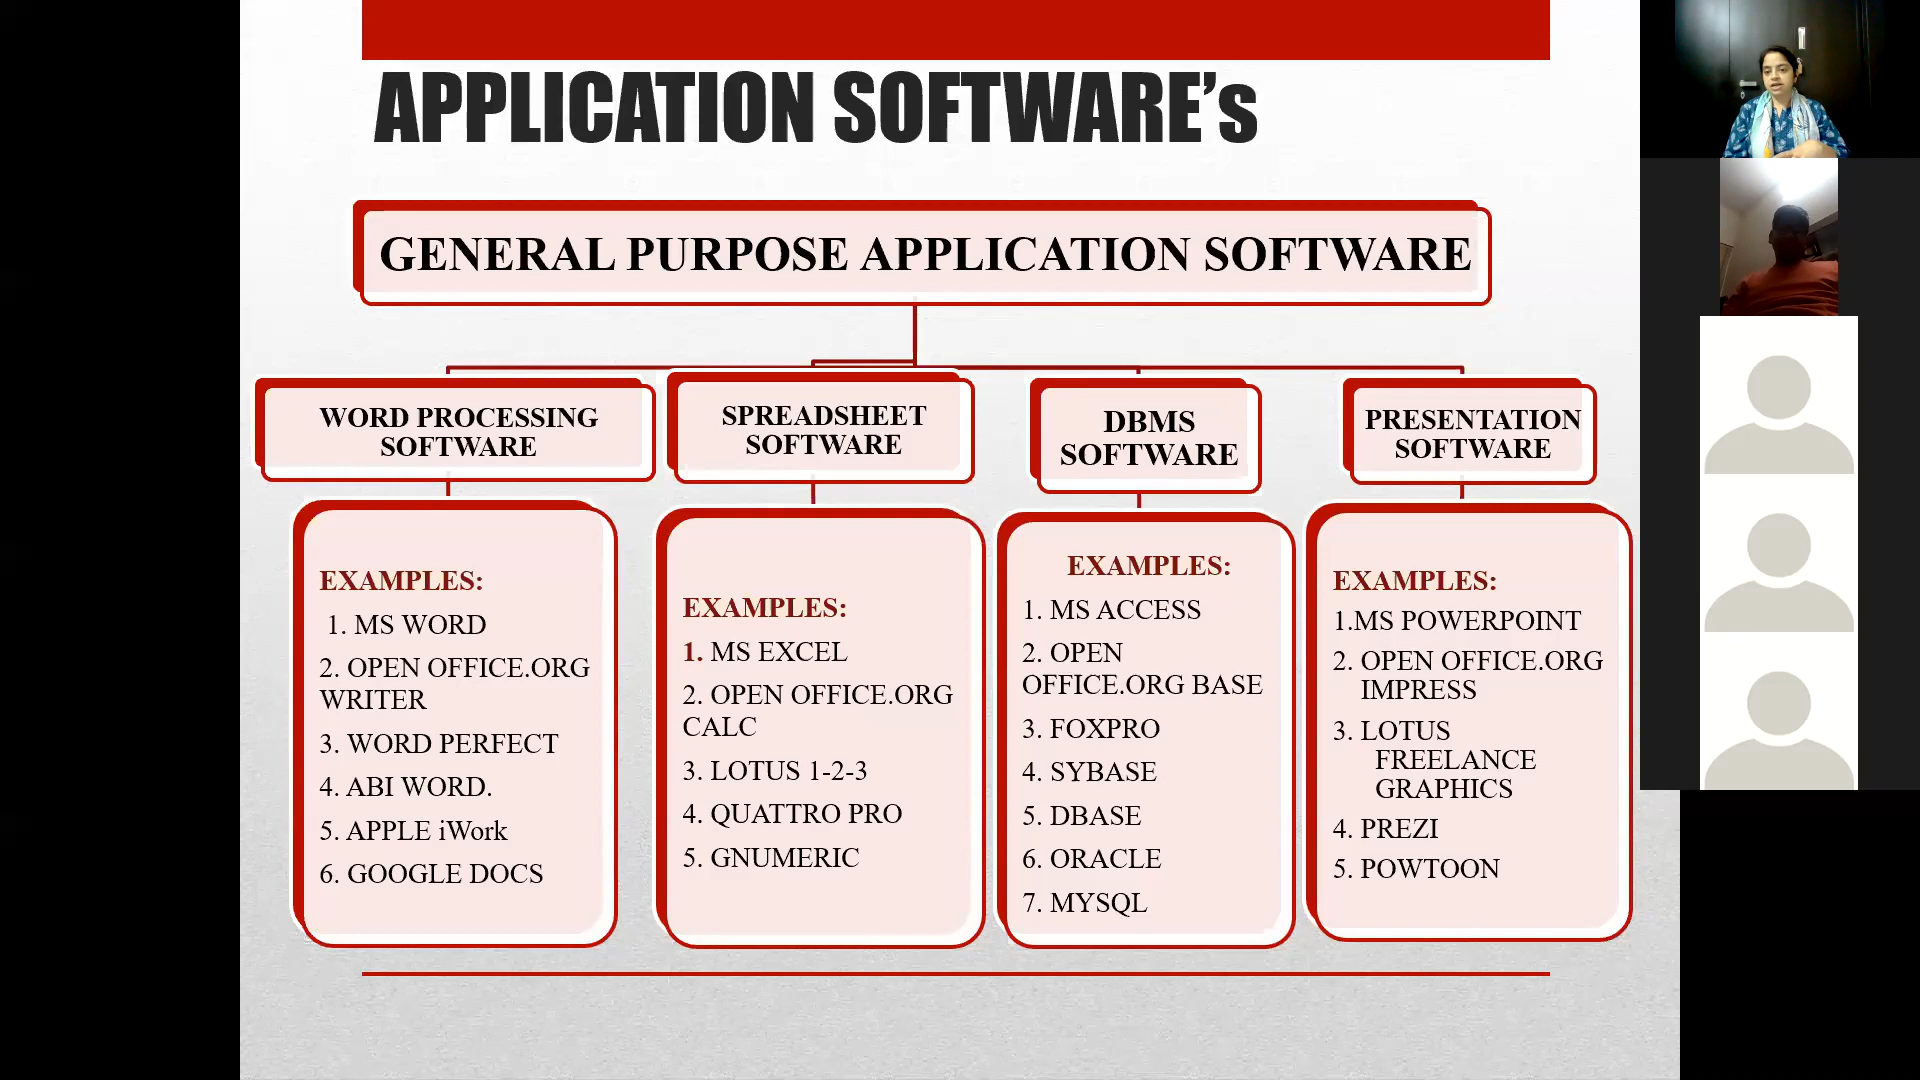 APPLICATION SOFTWARE’s
GENERAL PURPOSE APPLICATION SOFTWARE
WORD PROCESSING
SOFTWARE
EXAMPLES:
1. MS WORD
2. OPEN OFFICE.ORG
WRITER
3. WORD PERFECT
4. ABI WORD.
5. APPLE iWork
6. GOOGLE DOCS
SPREADSHEET
SOFTWARE
EXAMPLES:
1. MS EXCEL
2. OPEN OFFICE.ORG
CALC
3. LOTUS 1-2-3
4. QUATTRO PRO
5. GNUMERIC
DBMS
SOFTWARE
EXAMPLES:
1. MS ACCESS
2. OPEN
OFFICE.ORG BASE
3. FOXPRO
4. SYBASE
5. DBASE
6. ORACLE
7. MYSQL
PRESENTATION
SOFTWARE
EXAMPLES:
1.MS POWERPOINT
2. OPEN OFFICE.ORG
IMPRESS
3. LOTUS
FREELANCE
GRAPHICS
4. PREZI
5. POWTOON